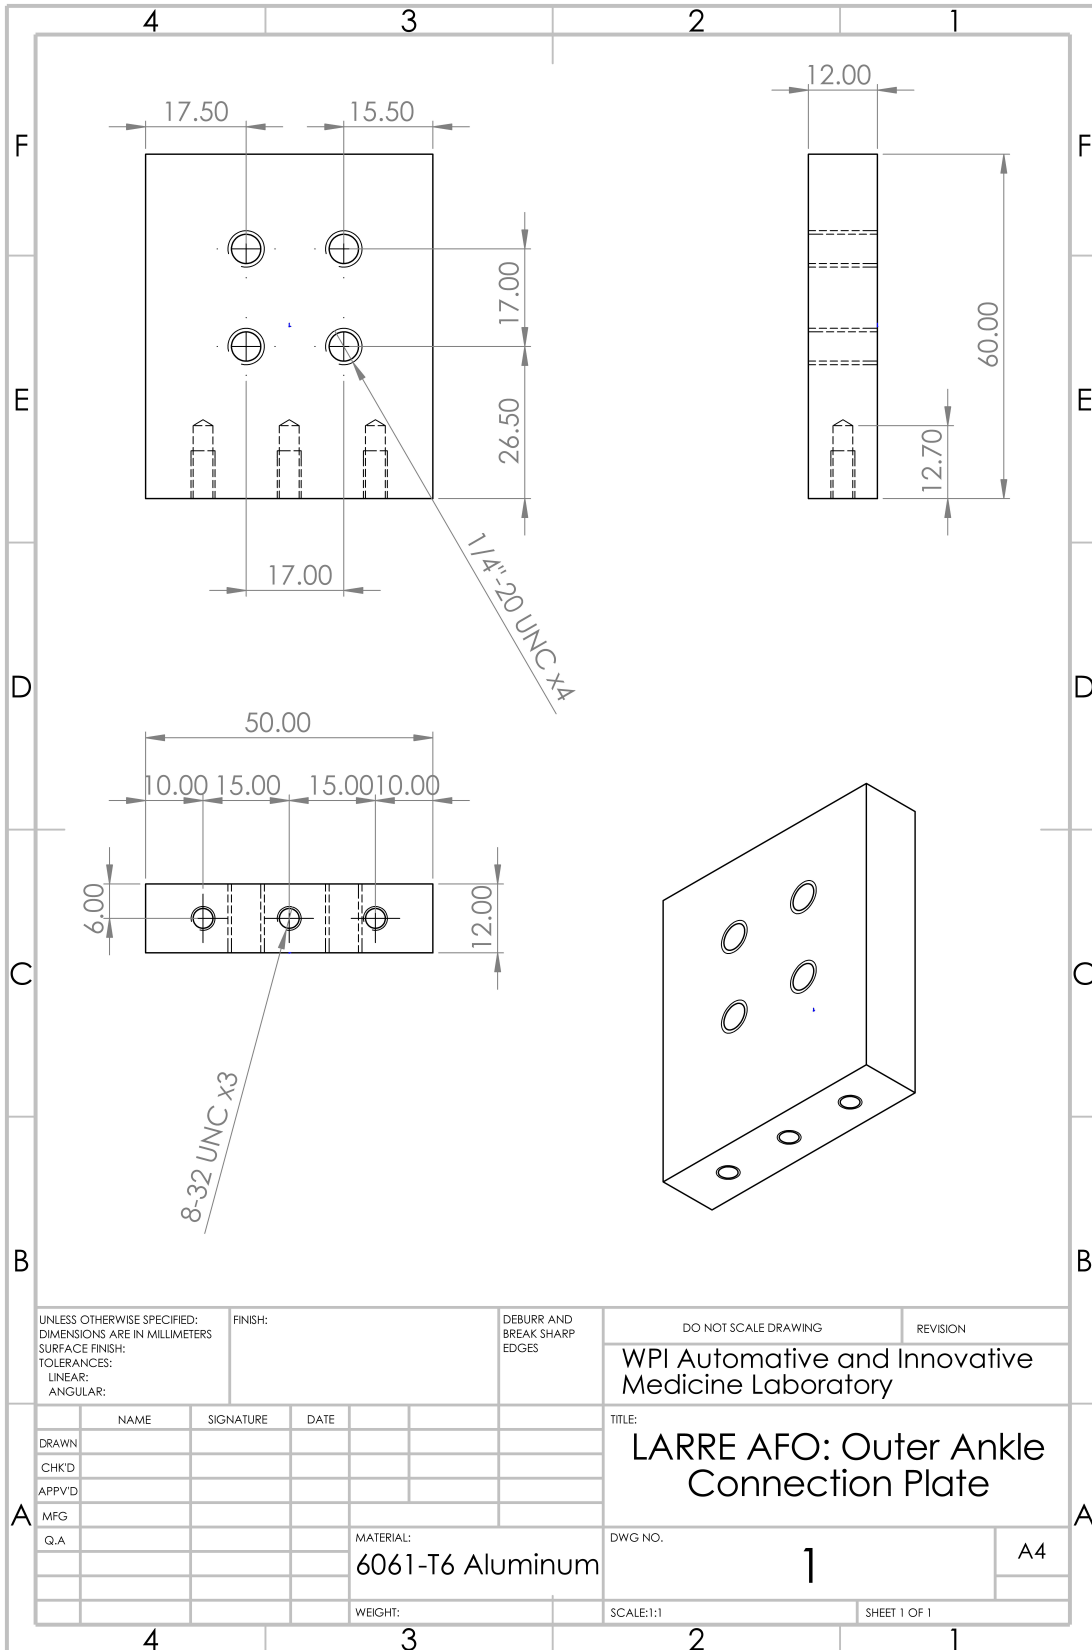 4 3 2 1
F F
E E
D D
C C
B B
A A
17.50
15.50
17.00
26.50
17.00
1/4"-20 UNC x4
12.00
60.00
12.70
50.00
10.00 15.00 15.00 10.00
6.00
12.00
8-32 UNC x3
UNLESS OTHERWISE SPECIFIED:
DIMENSIONS ARE IN MILLIMETERS
SURFACE FINISH:
TOLERANCES:
LINEAR:
ANGULAR:
FINISH:
DEBURR AND
BREAK SHARP
EDGES
DO NOT SCALE DRAWING
REVISION
WPI Automative and Innovative
Medicine Laboratory
NAME SIGNATURE DATE
DRAWN
CHK'D
APPV'D
MFG
Q.A
TITLE:
LARRE AFO: Outer Ankle
Connection Plate
MATERIAL:
6061-T6 Aluminum
WEIGHT:
DWG NO.
1
A4
SCALE:1:1
SHEET 1 OF 1
4 3 2 1